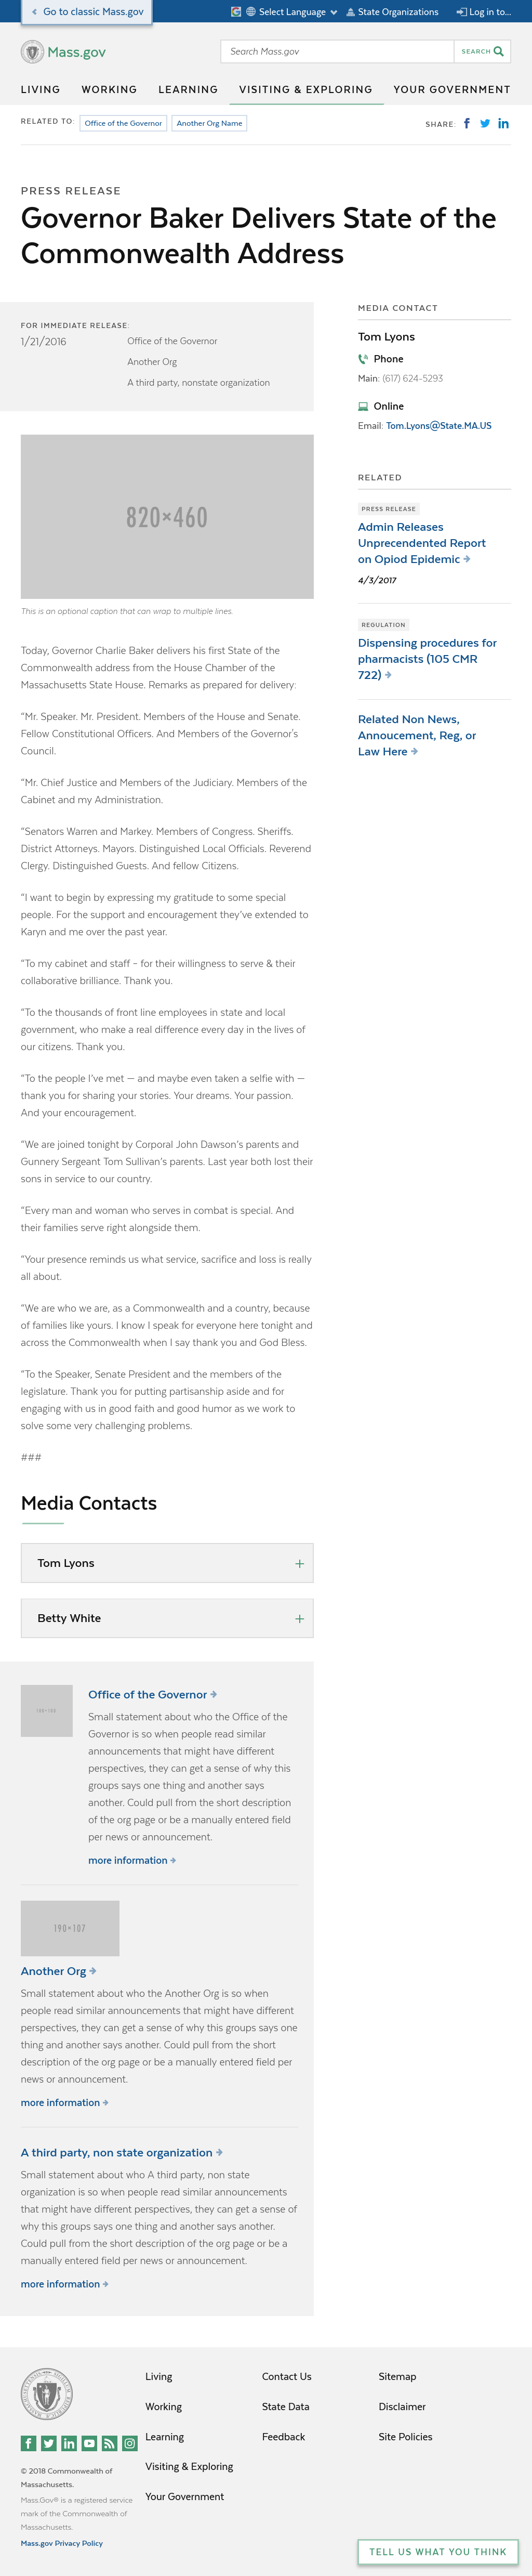 Go to classic Mass.gov
Select Language
State Organizations
Log in to...
Mass.gov
Search Mass.gov
SEARCH
LIVING
WORKING
LEARNING
VISITING & EXPLORING
YOUR GOVERNMENT
RELATED TO:
Office of the Governor
Another Org Name
SHARE:
PRESS RELEASE
Governor Baker Delivers State of the
Commonwealth Address
FOR IMMEDIATE RELEASE:
1/21/2016
Office of the Governor
Another Org
A third party, nonstate organization
820×460
This is an optional caption that can wrap to multiple lines.
Today, Governor Charlie Baker delivers his first State of the
Commonwealth address from the House Chamber of the
Massachusetts State House. Remarks as prepared for delivery:
"Mr. Speaker. Mr. President. Members of the House and Senate.
Fellow Constitutional Officers. And Members of the Governor's
Council.
"Mr. Chief Justice and Members of the Judiciary. Members of the
Cabinet and my Administration.
"Senators Warren and Markey. Members of Congress. Sheriffs.
District Attorneys. Mayors. Distinguished Local Officials. Reverend
Clergy. Distinguished Guests. And fellow Citizens.
"I want to begin by expressing my gratitude to some special
people. For the support and encouragement they've extended to
Karyn and me over the past year.
"To my cabinet and staff – for their willingness to serve & their
collaborative brilliance. Thank you.
"To the thousands of front line employees in state and local
government, who make a real difference every day in the lives of
our citizens. Thank you.
"To the people I've met — and maybe even taken a selfie with —
thank you for sharing your stories. Your dreams. Your passion.
And your encouragement.
"We are joined tonight by Corporal John Dawson's parents and
Gunnery Sergeant Tom Sullivan's parents. Last year both lost their
sons in service to our country.
"Every man and woman who serves in combat is special. And
their families serve right alongside them.
"Your presence reminds us what service, sacrifice and loss is really
all about.
"We are who we are, as a Commonwealth and a country, because
of families like yours. I know I speak for everyone here tonight and
across the Commonwealth when I say thank you and God Bless.
"To the Speaker, Senate President and the members of the
legislature. Thank you for putting partisanship aside and for
engaging with us in good faith and good humor as we work to
solve some very challenging problems.
###
Media Contacts
Tom Lyons
Betty White
MEDIA CONTACT
Tom Lyons
Phone
Main: (617) 624-5293
Online
Email: Tom.Lyons@State.MA.US
RELATED
PRESS RELEASE
Admin Releases
Unprecendented Report
on Opiod Epidemic
4/3/2017
REGULATION
Dispensing procedures for
pharmacists (105 CMR
722)
Related Non News,
Annoucement, Reg, or
Law Here
Office of the Governor
Small statement about who the Office of the
Governor is so when people read similar
announcements that might have different
perspectives, they can get a sense of why this
groups says one thing and another says
another. Could pull from the short description
of the org page or be a manually entered field
per news or announcement.
more information
190×107
Another Org
Small statement about who the Another Org is so when
people read similar announcements that might have different
perspectives, they can get a sense of why this groups says one
thing and another says another. Could pull from the short
description of the org page or be a manually entered field per
news or announcement.
more information
A third party, non state organization
Small statement about who A third party, non state
organization is so when people read similar announcements
that might have different perspectives, they can get a sense of
why this groups says one thing and another says another.
Could pull from the short description of the org page or be a
manually entered field per news or announcement.
more information
Living
Working
Learning
Visiting & Exploring
Your Government
Contact Us
State Data
Feedback
Sitemap
Disclaimer
Site Policies
© 2018 Commonwealth of
Massachusetts.
Mass.Gov® is a registered service
mark of the Commonwealth of
Massachusetts.
Mass.gov Privacy Policy
TELL US WHAT YOU THINK